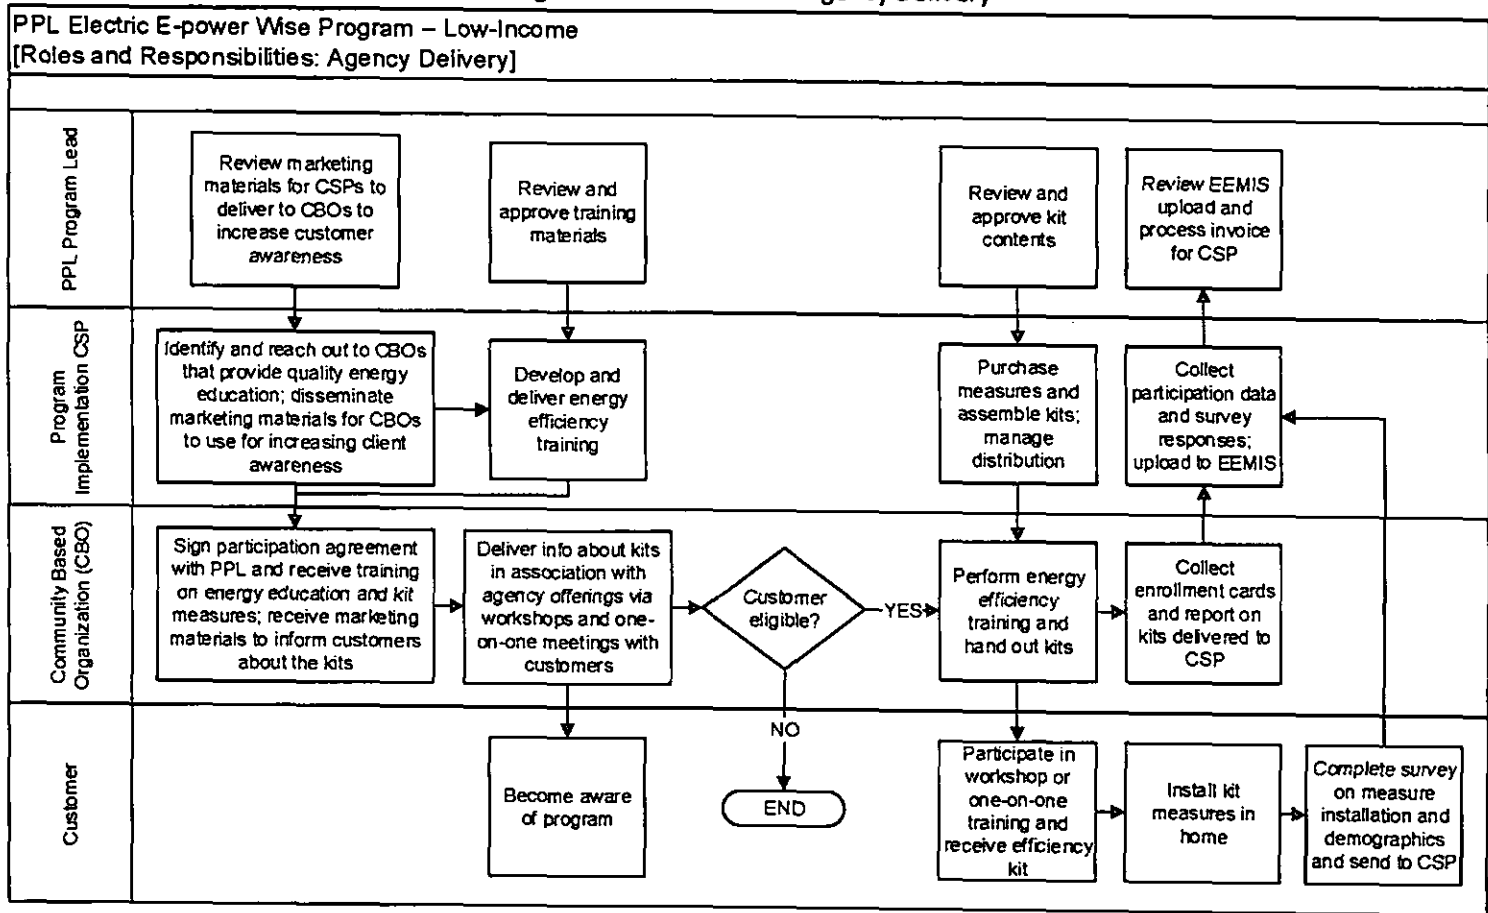 PPL Electric E-power Wise Program – Low-Income
[Roles and Responsibilities: Agency Delivery]
PPL Program Lead
Review marketing
materials for CSPs to
deliver to CBOs to
increase customer
awareness
Review and
approve training
materials
Review and
approve kit
contents
Review EEMIS
upload and
process invoice
for CSP
Program
Implementation CSP
Identify and reach out to CBOs
that provide quality energy
education; disseminate
marketing materials for CBOs
to use for increasing client
awareness
Develop and
deliver energy
efficiency
training
Purchase
measures and
assemble kits;
manage
distribution
Collect
participation data
and survey
responses;
upload to EEMIS
Community Based
Organization (CBO)
Sign participation agreement
with PPL and receive training
on energy education and kit
measures; receive marketing
materials to inform customers
about the kits
Deliver info about kits
in association with
agency offerings via
workshops and one-
on-one meetings with
customers
Customer
eligible?
YES
NO
Perform energy
efficiency
training and
hand out kits
Collect
enrollment cards
and report on
kits delivered to
CSP
Customer
Become aware
of program
END
Participate in
workshop or
one-on-one
training and
receive efficiency
kit
Install kit
measures in
home
Complete survey
on measure
installation and
demographics
and send to CSP